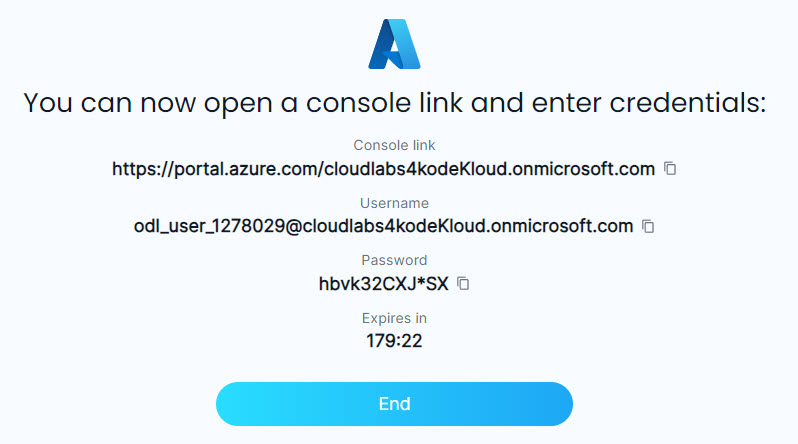 You can now open a console link and enter credentials:
Console link
https://portal.azure.com/cloudlabs4kodeKloud.onmicrosoft.com
Username
odl_user_1278029@cloudlabs4kodeKloud.onmicrosoft.com
Password
hbvk32CXJ*SX
Expires in
179:22
End